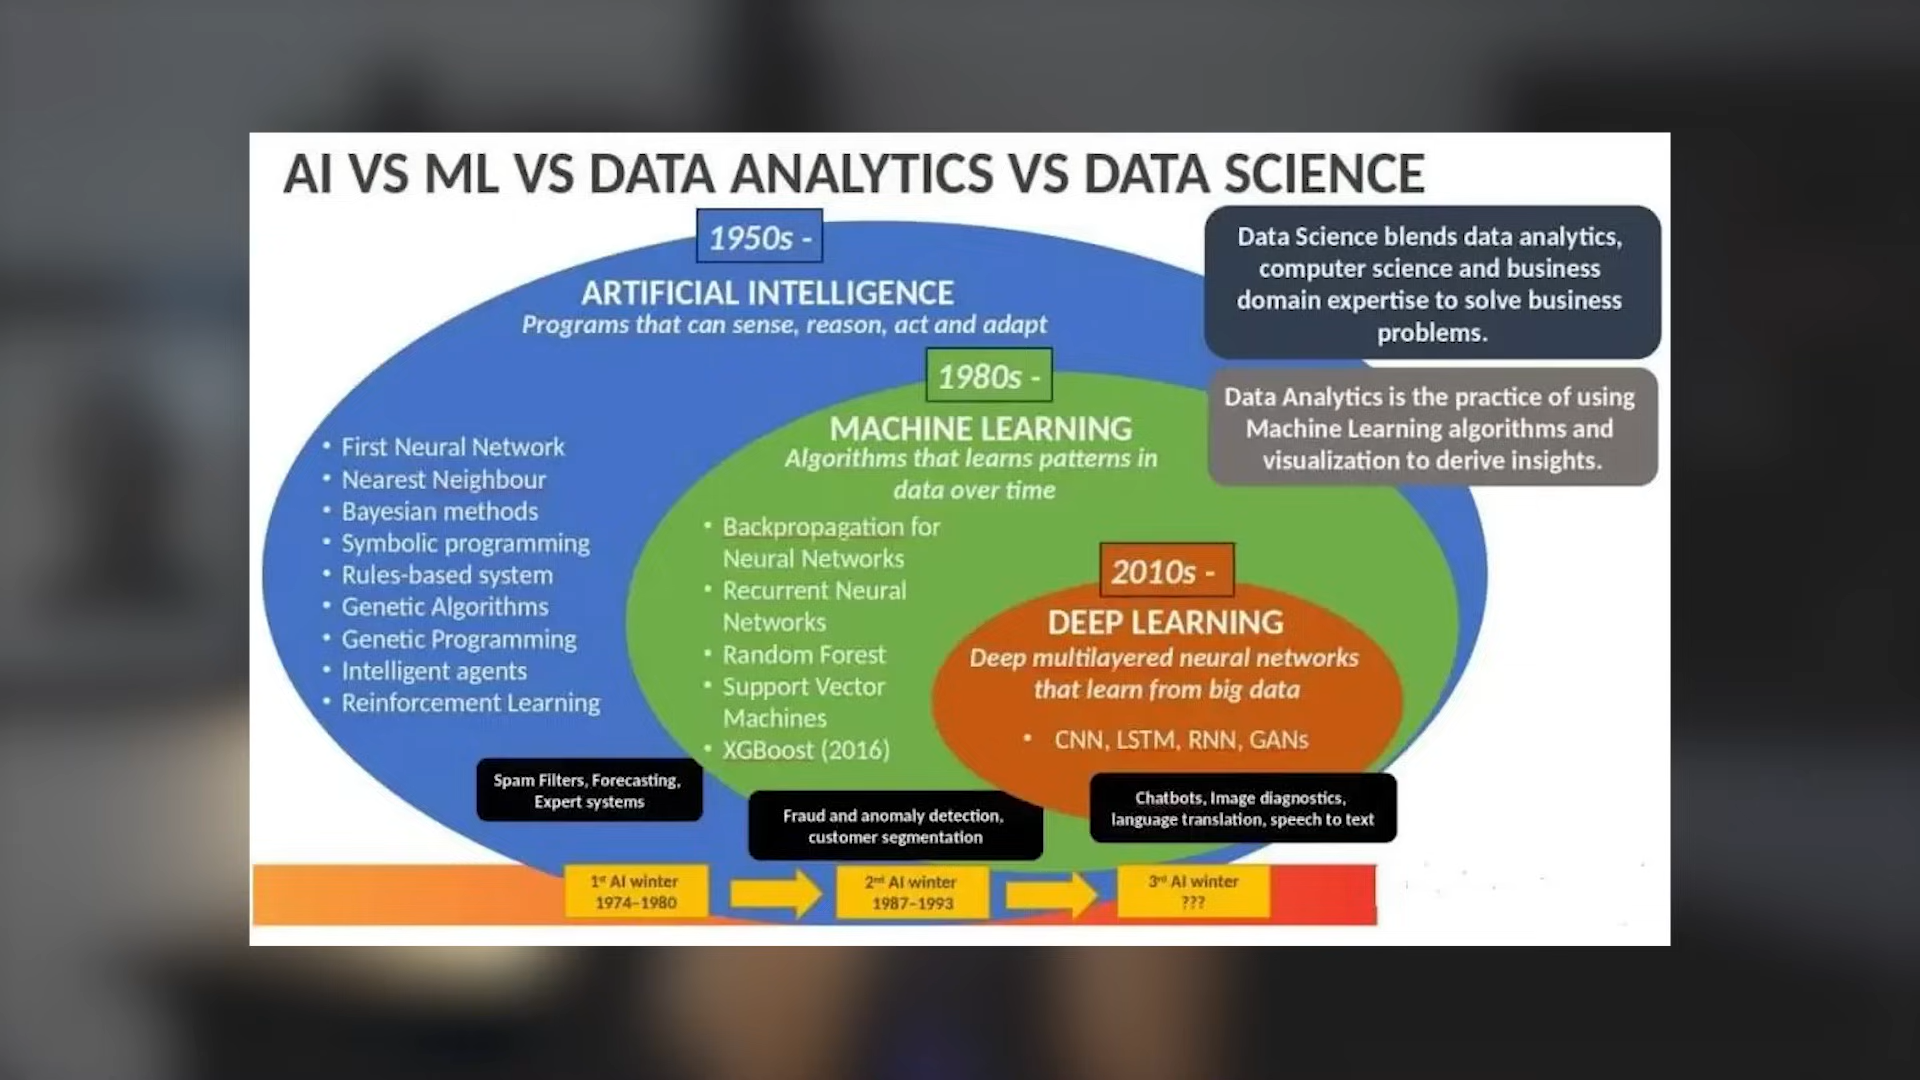 AI VS ML VS DATA ANALYTICS VS DATA SCIENCE
1950s -
ARTIFICIAL INTELLIGENCE
Programs that can sense, reason, act and adapt
Data Science blends data analytics,
computer science and business
domain expertise to solve business
problems.
Data Analytics is the practice of using
Machine Learning algorithms and
visualization to derive insights.
• First Neural Network
• Nearest Neighbour
• Bayesian methods
• Symbolic programming
• Rules-based system
• Genetic Algorithms
• Genetic Programming
• Intelligent agents
• Reinforcement Learning
Spam Filters, Forecasting,
Expert systems
1980s -
MACHINE LEARNING
Algorithms that learns patterns in
data over time
• Backpropagation for
Neural Networks
• Recurrent Neural
Networks
• Random Forest
• Support Vector
Machines
• XGBoost (2016)
Fraud and anomaly detection,
customer segmentation
2010s -
DEEP LEARNING
Deep multilayered neural networks
that learn from big data
• CNN, LSTM, RNN, GANs
Chatbots, Image diagnostics,
language translation, speech to text
1st AI winter
1974–1980
2nd AI winter
1987–1993
3rd AI winter
???